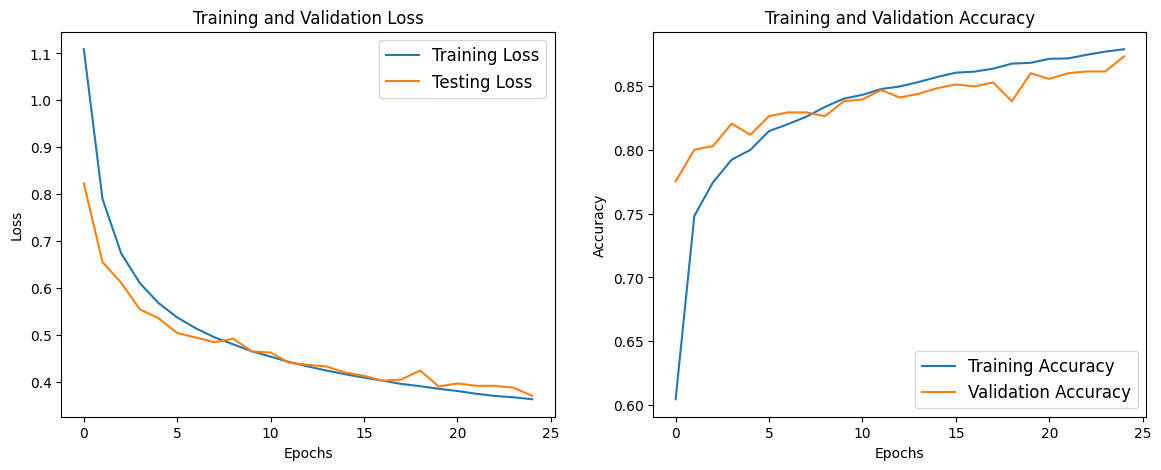 Training and Validation Loss
Training Loss
Testing Loss
1.1
1.0
0.9
0.8
0.7
0.6
0.5
0.4
Loss
0 5 10 15 20 25
Epochs
Training and Validation Accuracy
0.85
0.80
0.75
0.70
0.65
0.60
Accuracy
Training Accuracy
Validation Accuracy
0 5 10 15 20 25
Epochs